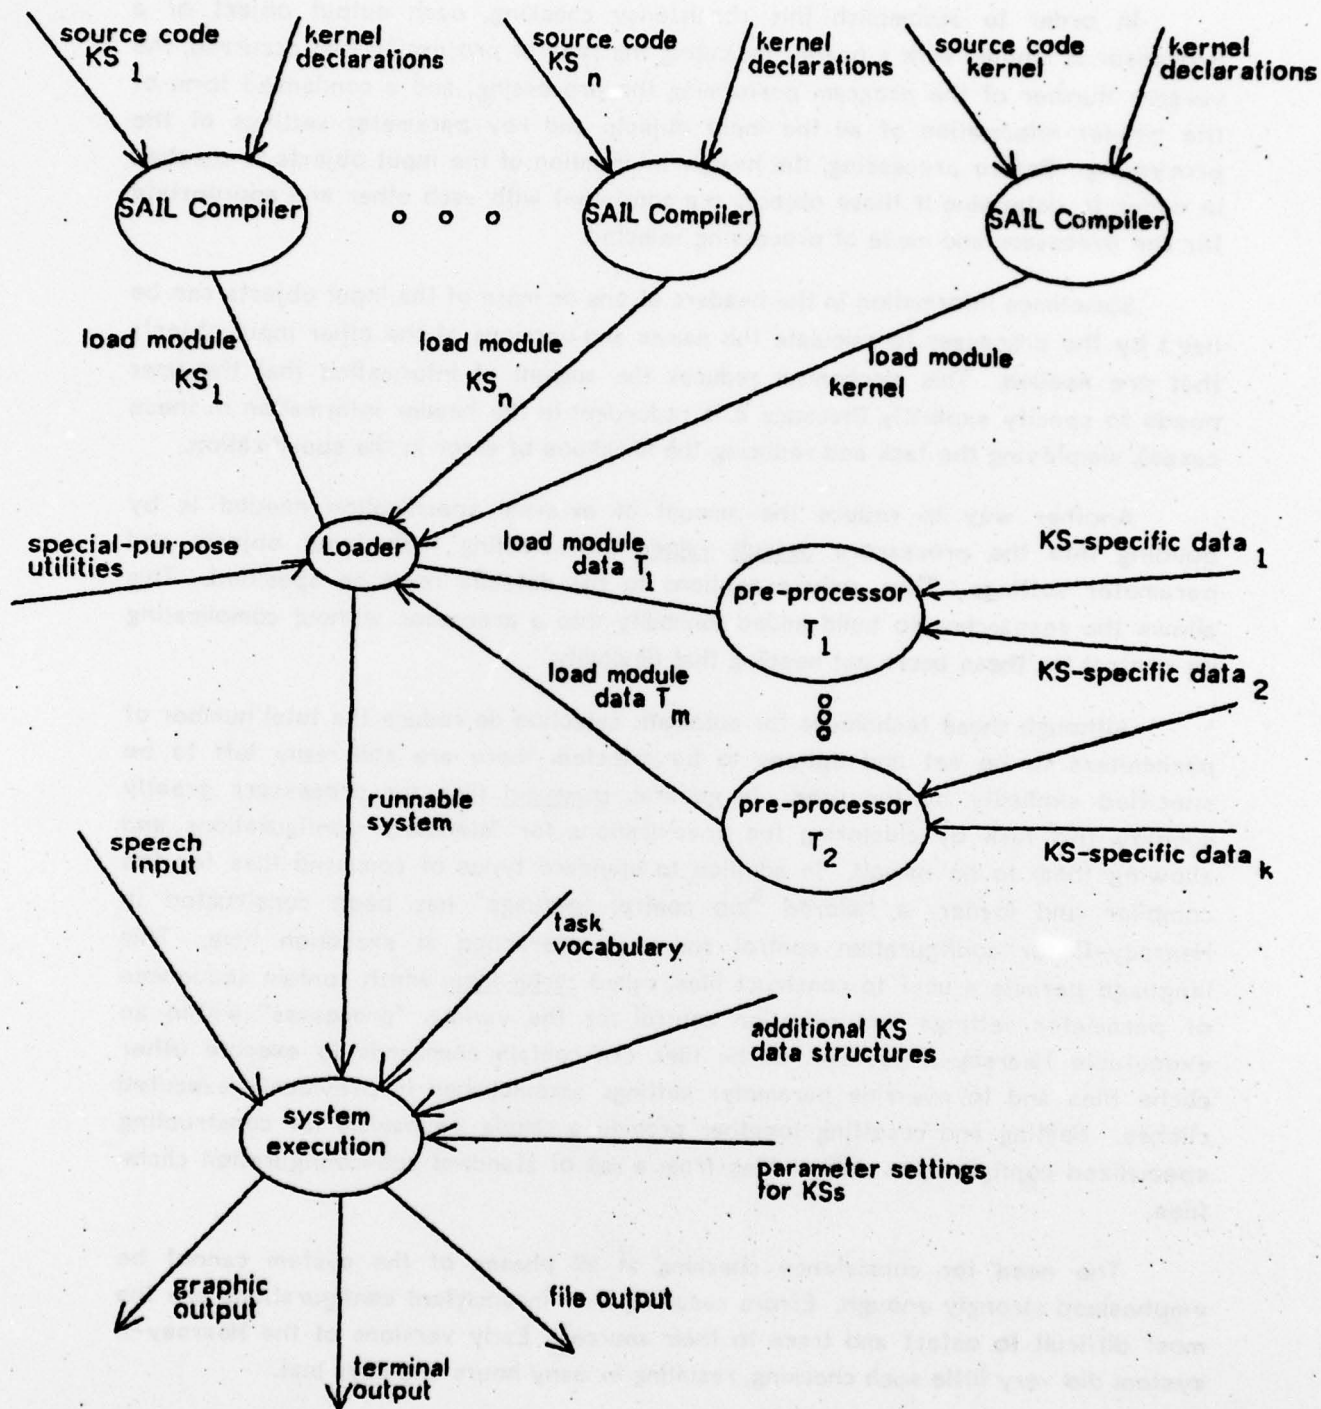 source code
KS 1
kernel
declarations
source code
KS n
kernel
declarations
source code
kernel
kernel
declarations
SAIL Compiler
o o o
SAIL Compiler
SAIL Compiler
load module
KS 1
load module
KS n
load module
kernel
special-purpose
utilities
Loader
load module
data T 1
KS-specific data 1
pre-processor
T 1
KS-specific data 2
load module
data T m
o
o
o
runnable
system
pre-processor
T 2
KS-specific data k
speech
input
task
vocabulary
additional KS
data structures
system
execution
parameter settings
for KSs
graphic
output
file output
terminal
output